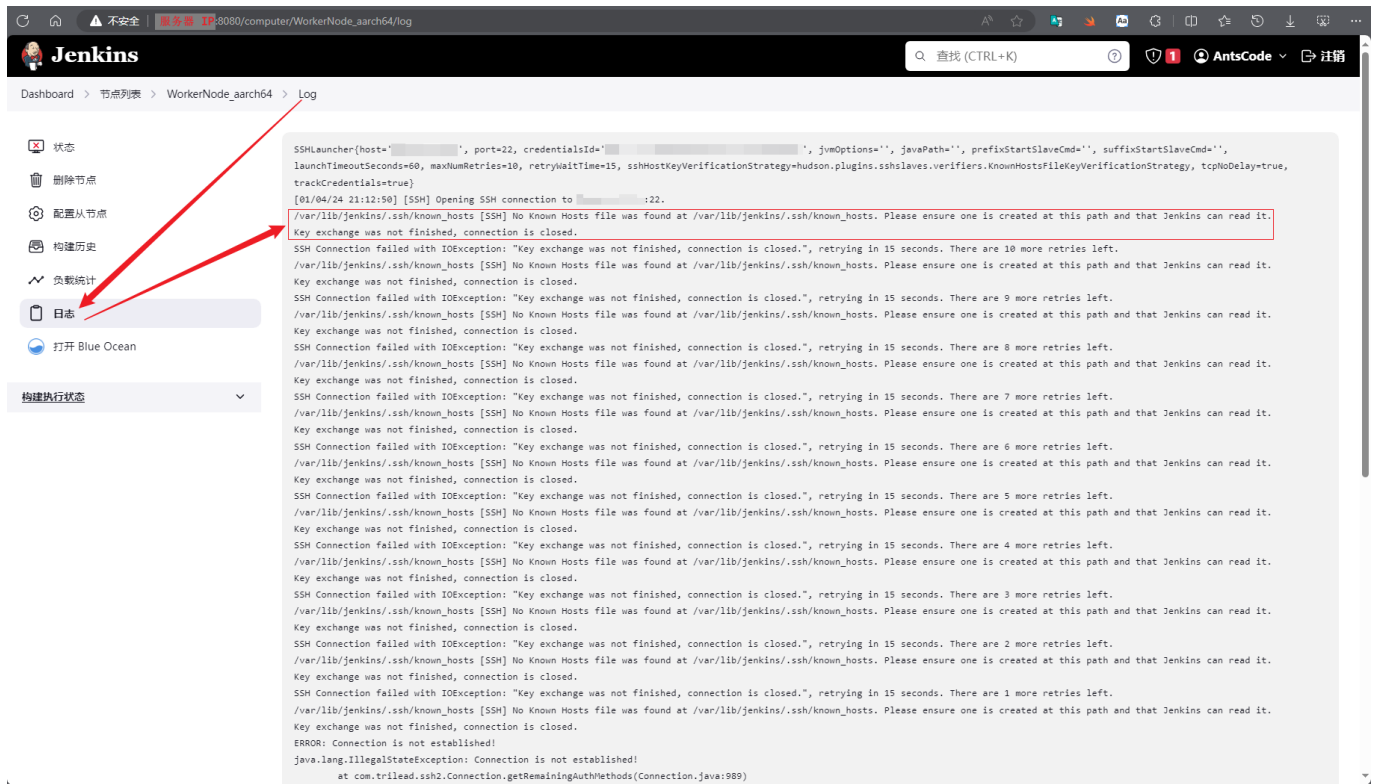 不安全 服务器 IP:8080/computer/WorkerNode_aarch64/log
Jenkins
查找 (CTRL+K)
1
AntsCode
注销
Dashboard > 节点列表 > WorkerNode_aarch64 > Log
状态
删除节点
配置从节点
构建历史
负载统计
日志
打开 Blue Ocean
构建执行状态
SSHLauncher{host='', port=22, credentialsId='', jvmOptions='', javaPath='', prefixStartSlaveCmd='', suffixStartSlaveCmd='',
launchTimeoutSeconds=60, maxNumRetries=10, retryWaitTime=15, sshHostKeyVerificationStrategy=hudson.plugins.sshslaves.verifiers.KnownHostsFileKeyVerificationStrategy, tcpNoDelay=true,
trackCredentials=true}
[01/04/24 21:12:50] [SSH] Opening SSH connection to :22.
/var/lib/jenkins/.ssh/known_hosts [SSH] No Known Hosts file was found at /var/lib/jenkins/.ssh/known_hosts. Please ensure one is created at this path and that Jenkins can read it.
Key exchange was not finished, connection is closed.
SSH Connection failed with IOException: "Key exchange was not finished, connection is closed.", retrying in 15 seconds. There are 10 more retries left.
/var/lib/jenkins/.ssh/known_hosts [SSH] No Known Hosts file was found at /var/lib/jenkins/.ssh/known_hosts. Please ensure one is created at this path and that Jenkins can read it.
Key exchange was not finished, connection is closed.
SSH Connection failed with IOException: "Key exchange was not finished, connection is closed.", retrying in 15 seconds. There are 9 more retries left.
/var/lib/jenkins/.ssh/known_hosts [SSH] No Known Hosts file was found at /var/lib/jenkins/.ssh/known_hosts. Please ensure one is created at this path and that Jenkins can read it.
Key exchange was not finished, connection is closed.
SSH Connection failed with IOException: "Key exchange was not finished, connection is closed.", retrying in 15 seconds. There are 8 more retries left.
/var/lib/jenkins/.ssh/known_hosts [SSH] No Known Hosts file was found at /var/lib/jenkins/.ssh/known_hosts. Please ensure one is created at this path and that Jenkins can read it.
Key exchange was not finished, connection is closed.
SSH Connection failed with IOException: "Key exchange was not finished, connection is closed.", retrying in 15 seconds. There are 7 more retries left.
/var/lib/jenkins/.ssh/known_hosts [SSH] No Known Hosts file was found at /var/lib/jenkins/.ssh/known_hosts. Please ensure one is created at this path and that Jenkins can read it.
Key exchange was not finished, connection is closed.
SSH Connection failed with IOException: "Key exchange was not finished, connection is closed.", retrying in 15 seconds. There are 6 more retries left.
/var/lib/jenkins/.ssh/known_hosts [SSH] No Known Hosts file was found at /var/lib/jenkins/.ssh/known_hosts. Please ensure one is created at this path and that Jenkins can read it.
Key exchange was not finished, connection is closed.
SSH Connection failed with IOException: "Key exchange was not finished, connection is closed.", retrying in 15 seconds. There are 5 more retries left.
/var/lib/jenkins/.ssh/known_hosts [SSH] No Known Hosts file was found at /var/lib/jenkins/.ssh/known_hosts. Please ensure one is created at this path and that Jenkins can read it.
Key exchange was not finished, connection is closed.
SSH Connection failed with IOException: "Key exchange was not finished, connection is closed.", retrying in 15 seconds. There are 4 more retries left.
/var/lib/jenkins/.ssh/known_hosts [SSH] No Known Hosts file was found at /var/lib/jenkins/.ssh/known_hosts. Please ensure one is created at this path and that Jenkins can read it.
Key exchange was not finished, connection is closed.
SSH Connection failed with IOException: "Key exchange was not finished, connection is closed.", retrying in 15 seconds. There are 3 more retries left.
/var/lib/jenkins/.ssh/known_hosts [SSH] No Known Hosts file was found at /var/lib/jenkins/.ssh/known_hosts. Please ensure one is created at this path and that Jenkins can read it.
Key exchange was not finished, connection is closed.
SSH Connection failed with IOException: "Key exchange was not finished, connection is closed.", retrying in 15 seconds. There are 2 more retries left.
/var/lib/jenkins/.ssh/known_hosts [SSH] No Known Hosts file was found at /var/lib/jenkins/.ssh/known_hosts. Please ensure one is created at this path and that Jenkins can read it.
Key exchange was not finished, connection is closed.
SSH Connection failed with IOException: "Key exchange was not finished, connection is closed.", retrying in 15 seconds. There are 1 more retries left.
/var/lib/jenkins/.ssh/known_hosts [SSH] No Known Hosts file was found at /var/lib/jenkins/.ssh/known_hosts. Please ensure one is created at this path and that Jenkins can read it.
Key exchange was not finished, connection is closed.
ERROR: Connection is not established!
java.lang.IllegalStateException: Connection is not established!
at com.trilead.ssh2.Connection.getRemainingAuthMethods(Connection.java:989)